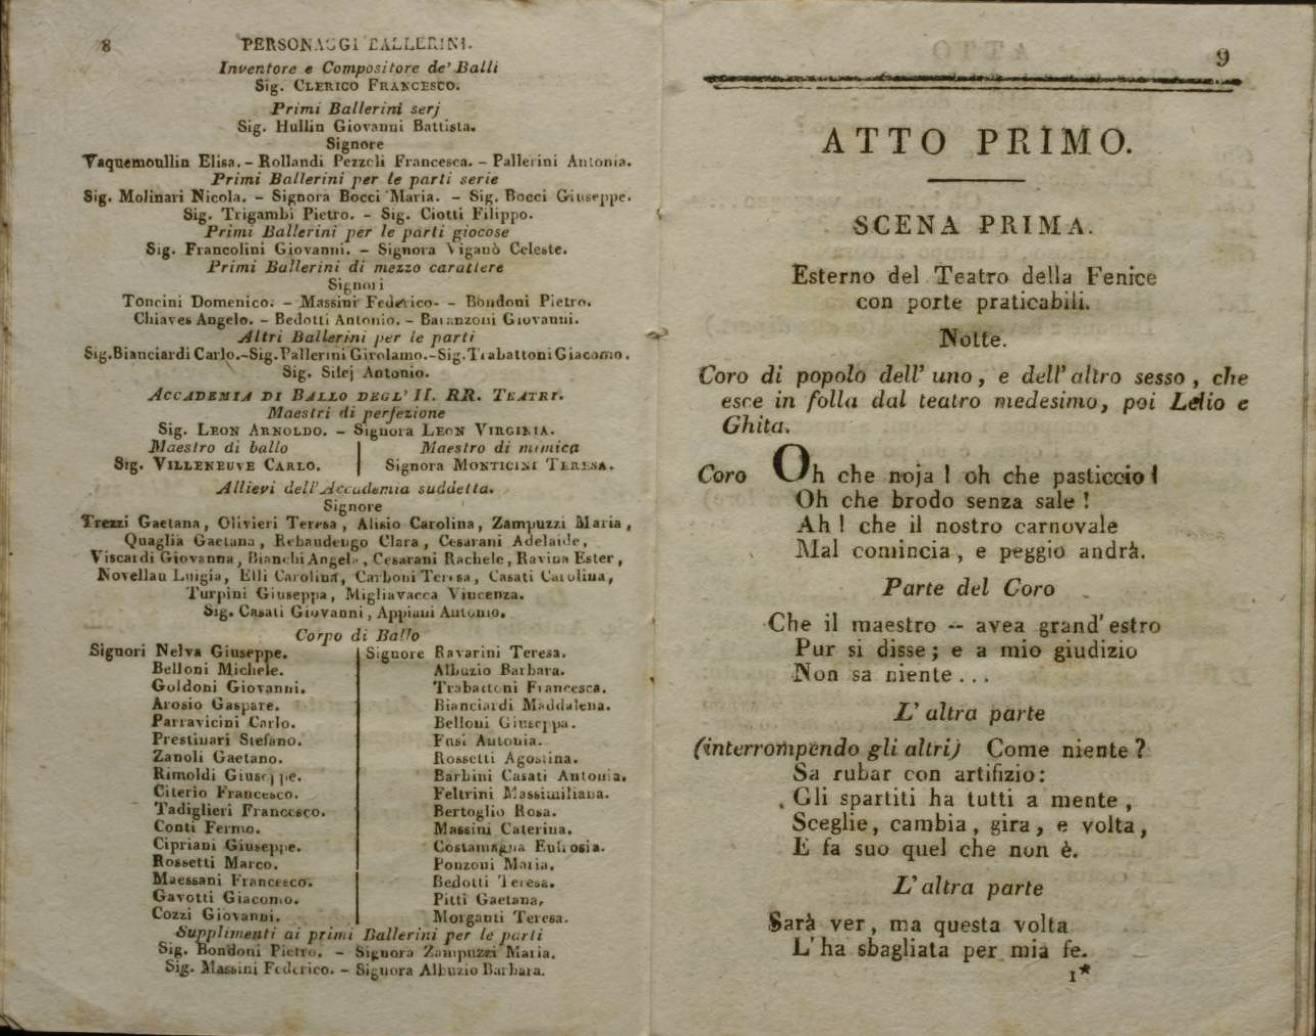 8 PERSONAGGI BALLERINI.
Inventore e Compositore de' Balli
Sig. CLERICO FRANCESCO.
Primi Ballerini serj
Sig. Hullin Giovanni Battista.
Signore
Vaquemoullin Elisa. - Rollandi Pezzoli Francesca. - Pallerini Antonia.
Primi Ballerini per le parti serie
Sig. Molinari Nicola. - Signora Bocci Maria. - Sig. Bocci Giuseppe.
Sig. Trigambi Pietro. - Sig. Ciotti Filippo.
Primi Ballerini per le parti giocose
Sig. Francolini Giovanni. - Signora Viganò Celeste.
Primi Ballerini di mezzo carattere
Signori
Toncini Domenico. - Massini Federico. - Bondoni Pietro.
Chiaves Angelo. - Bedotti Antonio. - Baranzoni Giovanni.
Altri Ballerini per le parti
Sig. Bianciardi Carlo.-Sig. Pallerini Girolamo.-Sig. Trabattoni Giacomo.
Sig. Silej Antonio.
ACCADEMIA DI BALLO DEGL' II. RR. TEATRI.
Maestri di perfezione
Sig. LEON ARNOLDO. - Signora LEON VIRGINIA.
Maestro di ballo
Sig. VILLENEUVE CARLO.
Maestro di mimica
Signora MONTICINI TERESA.
Allievi dell'Accademia suddetta.
Signore
Trezzi Gaetana, Olivieri Teresa, Alisio Carolina, Zampuzzi Maria,
Quaglia Gaetana, Rebaudengo Clara, Cesarani Adelaide,
Viscardi Giovanna, Bianchi Angela, Cesarani Rachele, Ravina Ester,
Novellau Luigia, Elli Carolina, Carboni Teresa, Casati Carolina,
Turpini Giuseppa, Migliavacca Vincenza.
Sig. Casati Giovanni, Appiani Antonio.
Corpo di Ballo
Signori Nelva Giuseppe.
Belloni Michele.
Goldoni Giovanni.
Arosio Gaspare.
Parravicini Carlo.
Prestinari Stefano.
Zanoli Gaetano.
Rimoldi Giuseppe.
Citerio Francesco.
Tadiglieri Francesco.
Conti Fermo.
Cipriani Giuseppe.
Rossetti Marco.
Maessani Francesco.
Gavotti Giacomo.
Cozzi Giovanni.
Signore Ravarini Teresa.
Albuzio Barbara.
Trabattoni Francesca.
Bianciardi Maddalena.
Belloni Giuseppa.
Fusi Antonia.
Rossetti Agostina.
Barbini Casati Antonia.
Feltrini Massimiliana.
Bertoglio Rosa.
Massini Caterina.
Costamagna Eufrosia.
Ponzoni Maria.
Bedotti Teresa.
Pitti Gaetana,
Morganti Teresa.
Supplimenti ai primi Ballerini per le parti
Sig. Bondoni Pietro. - Signora Zampuzzi Maria.
Sig. Massini Federico. - Signora Albuzio Barbara.
9
ATTO PRIMO.
SCENA PRIMA.
Esterno del Teatro della Fenice
con porte praticabili.
Notte.
Coro di popolo dell' uno, e dell' altro sesso, che
esce in folla dal teatro medesimo, poi Lelio e
Ghita.
Coro Oh che noja! oh che pasticcio!
Oh che brodo senza sale!
Ah! che il nostro carnovale
Mal comincia, e peggio andrà.
Parte del Coro
Che il maestro -- avea grand' estro
Pur si disse; e a mio giudizio
Non sa niente...
L' altra parte
(interrompendo gli altri) Come niente?
Sa rubar con artifizio:
Gli spartiti ha tutti a mente,
Sceglie, cambia, gira, e volta,
E fa suo quel che non è.
L' altra parte
Sarà ver, ma questa volta
L' ha sbagliata per mia fe.
1*